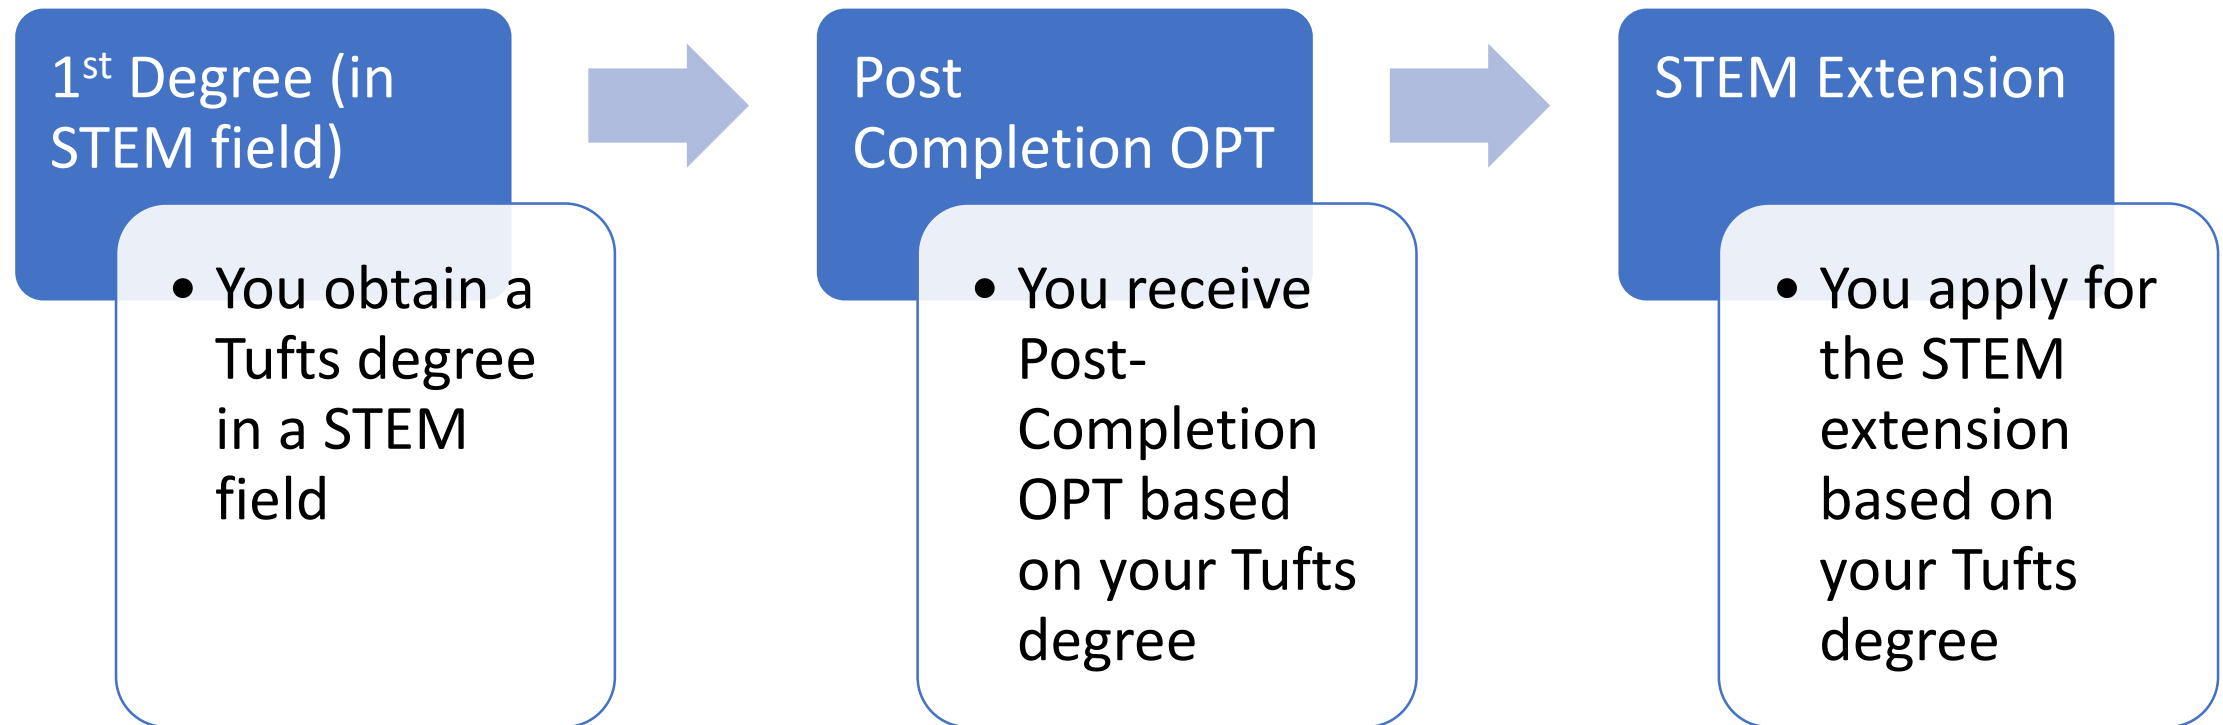 1st Degree (in
STEM field)
• You obtain a
Tufts degree
in a STEM
field
Post
Completion OPT
• You receive
Post-
Completion
OPT based
on your Tufts
degree
STEM Extension
• You apply for
the STEM
extension
based on
your Tufts
degree